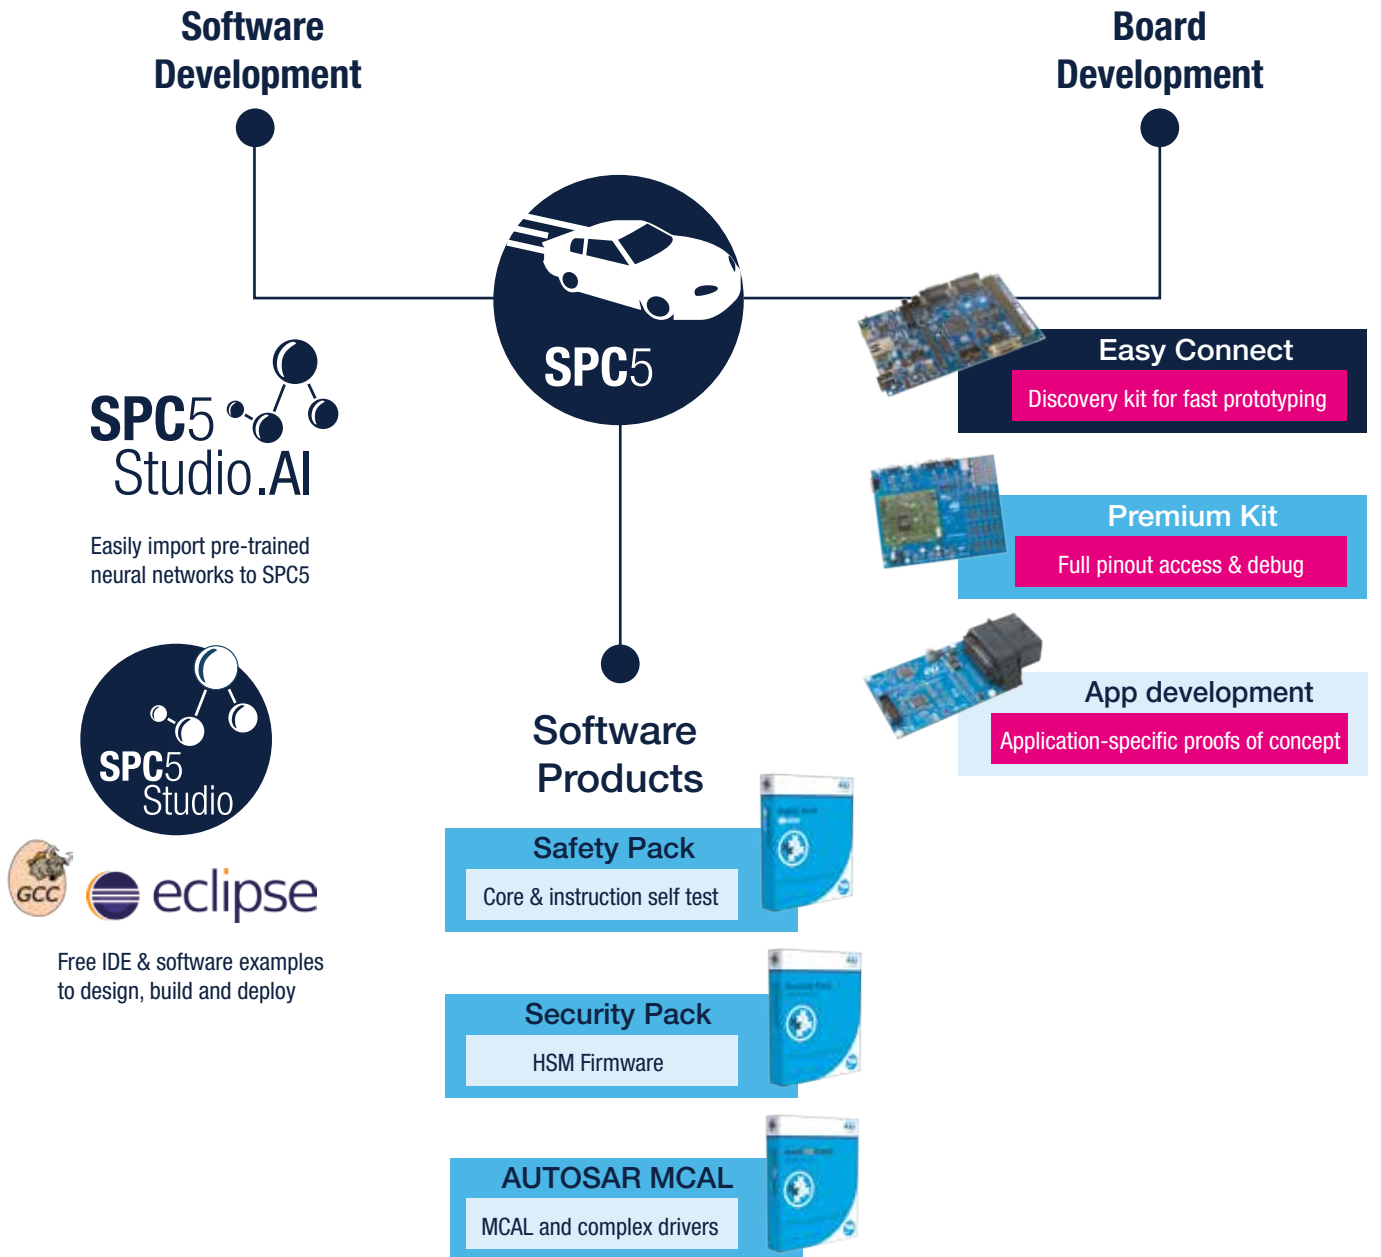 Software
Development
Board
Development
SPC5
SPC5
Studio.AI
Easily import pre-trained
neural networks to SPC5
SPC5
Studio
GCC
eclipse
Free IDE & software examples
to design, build and deploy
Software
Products
Safety Pack
Core & instruction self test
Security Pack
HSM Firmware
AUTOSAR MCAL
MCAL and complex drivers
Easy Connect
Discovery kit for fast prototyping
Premium Kit
Full pinout access & debug
App development
Application-specific proofs of concept